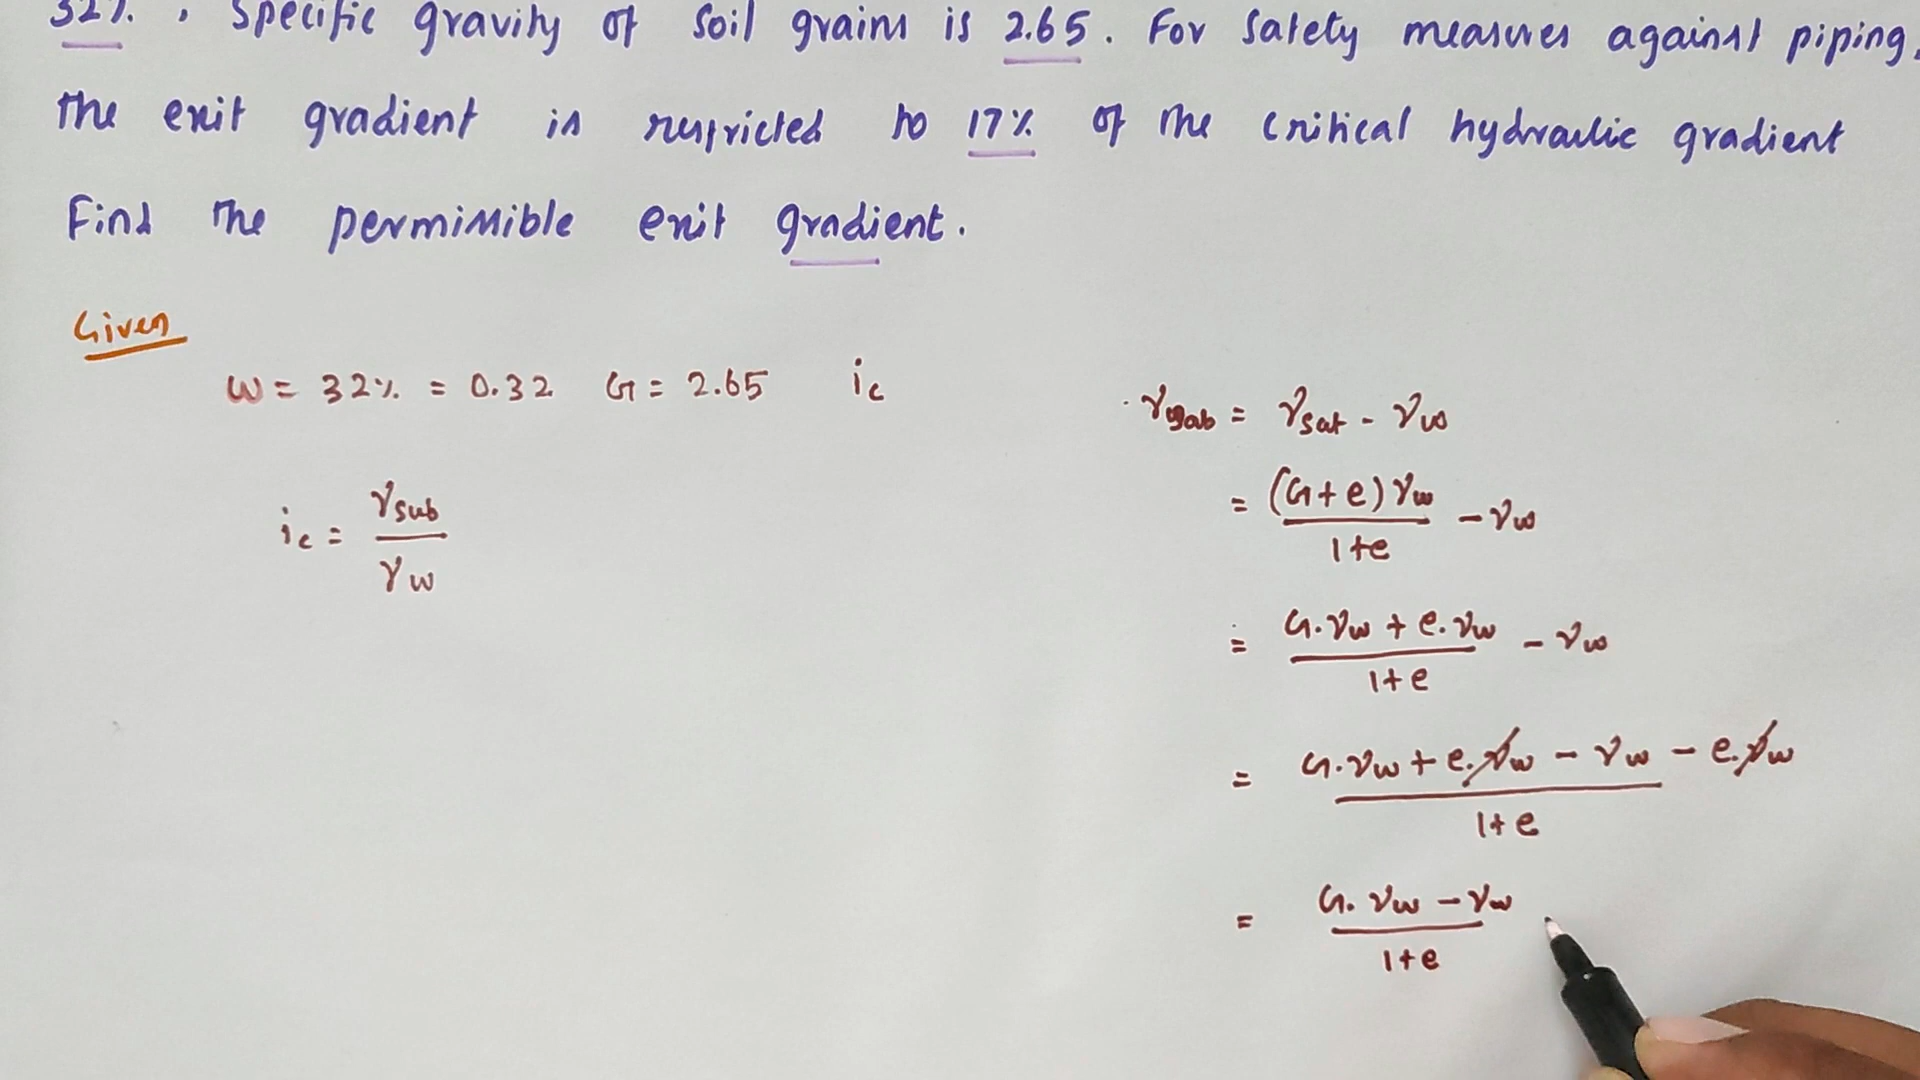 32%. , Specific gravity of soil grains is 2.65. For Safety measures against piping,
the exit gradient is restricted to 17% of the critical hydraulic gradient
Find the permissible exit gradient.
Given
w = 32% = 0.32 G = 2.65 ic
ic = γsub / γw
γsub = γsat - γw
= (G+e)γw / 1+e - γw
= G.γw + e.γw / 1+e - γw
= G.γw + e.γw - γw - e.γw / 1+e
= G.γw - γw / 1+e